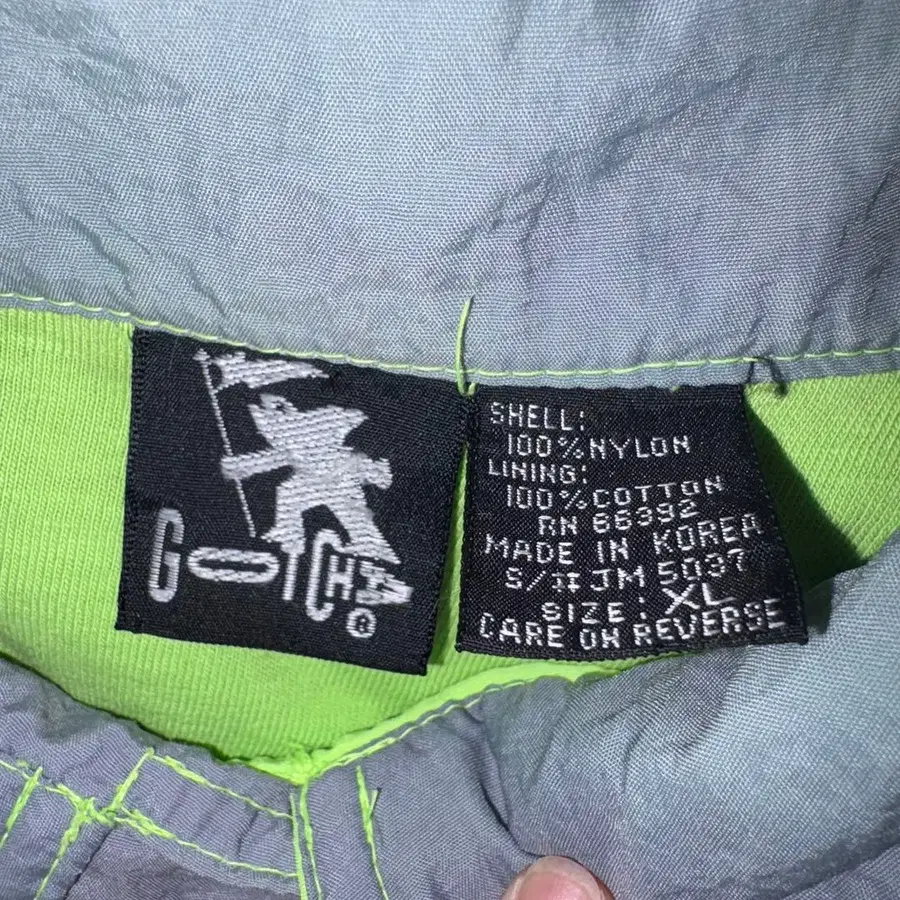 GOTCHA
®
SHELL:
100% NYLON
LINING:
100% COTTON
RN 66392
MADE IN KOREA
S/# JM 5037
SIZE: XL
CARE ON REVERSE